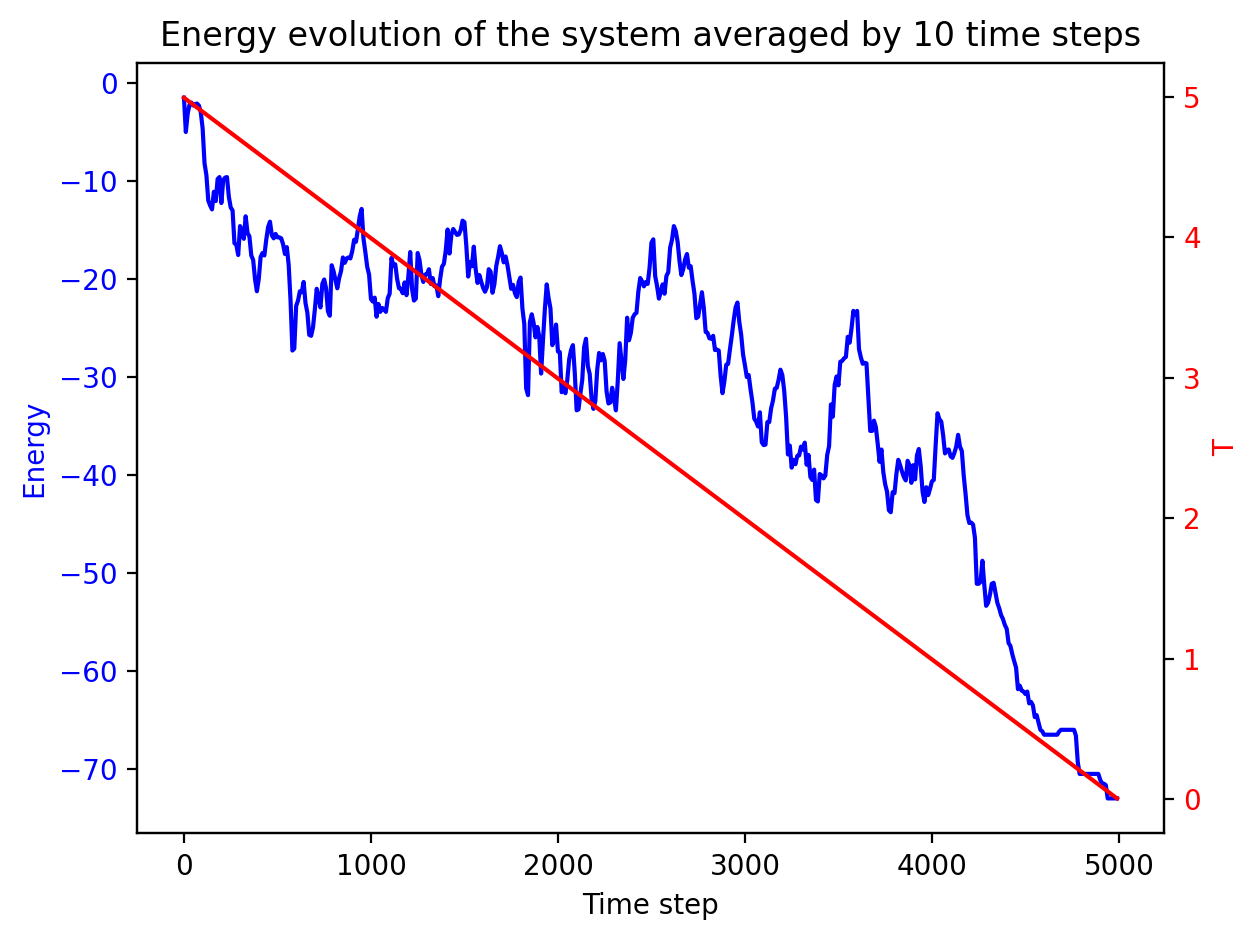 Energy evolution of the system averaged by 10 time steps
0
−10
−20
−30
−40
−50
−60
−70
Energy
5
4
3
2
1
0
T
0 1000 2000 3000 4000 5000
Time step